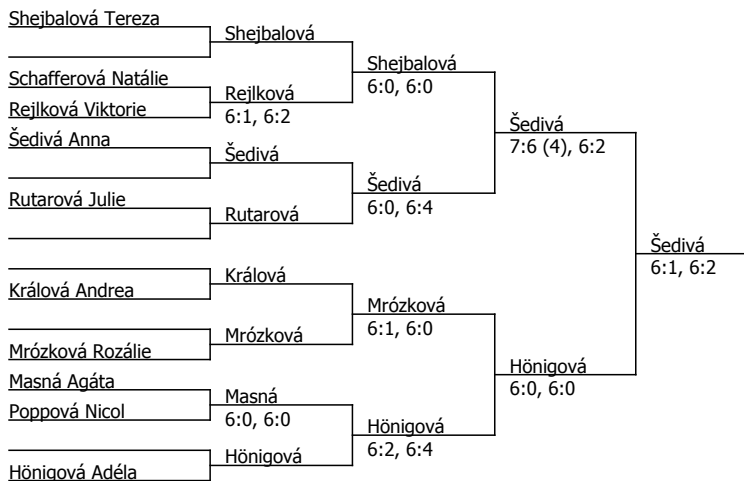 Shejbalová Tereza
Shejbalová
Shejbalová
6:0, 6:0
Schafferová Natálie
Rejlková
6:1, 6:2
Rejlková Viktorie
Šedivá
7:6 (4), 6:2
Šedivá Anna
Šedivá
Šedivá
6:0, 6:4
Rutarová Julie
Rutarová
Šedivá
6:1, 6:2
Králová
Králová Andrea
Mrózková
6:1, 6:0
Mrózková
Mrózková Rozálie
Hönigová
6:0, 6:0
Masná Agáta
Masná
6:0, 6:0
Poppová Nicol
Hönigová
6:2, 6:4
Hönigová
Hönigová Adéla